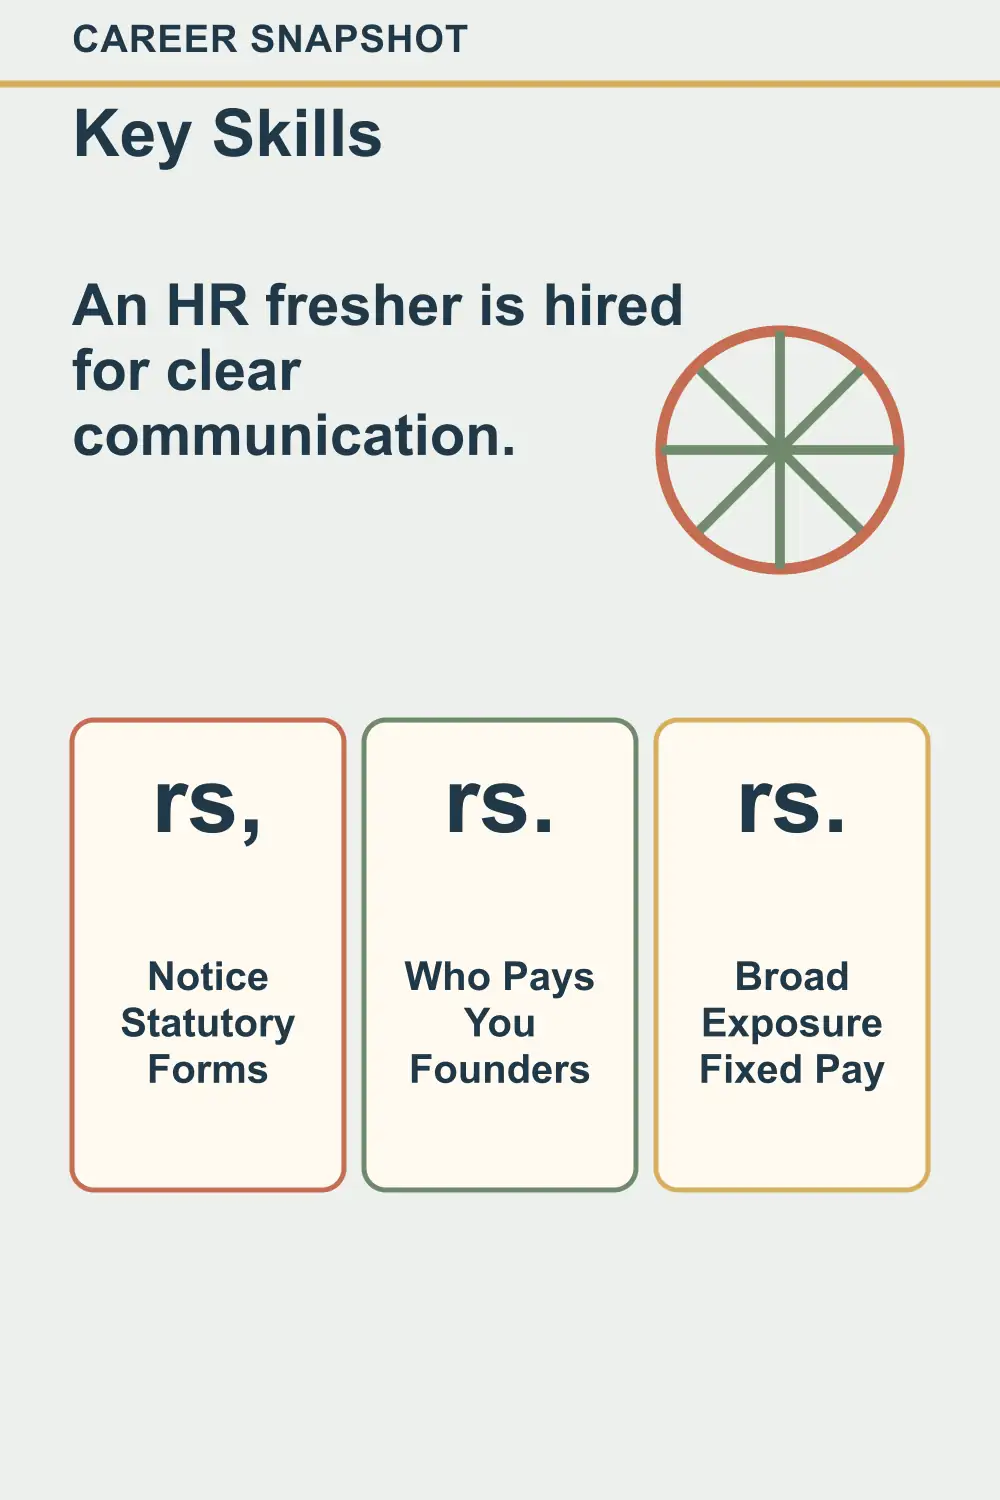 CAREER SNAPSHOT
Key Skills
An HR fresher is hired
for clear
communication.
rs,
Notice
Statutory
Forms
rs.
Who Pays
You
Founders
rs.
Broad
Exposure
Fixed Pay